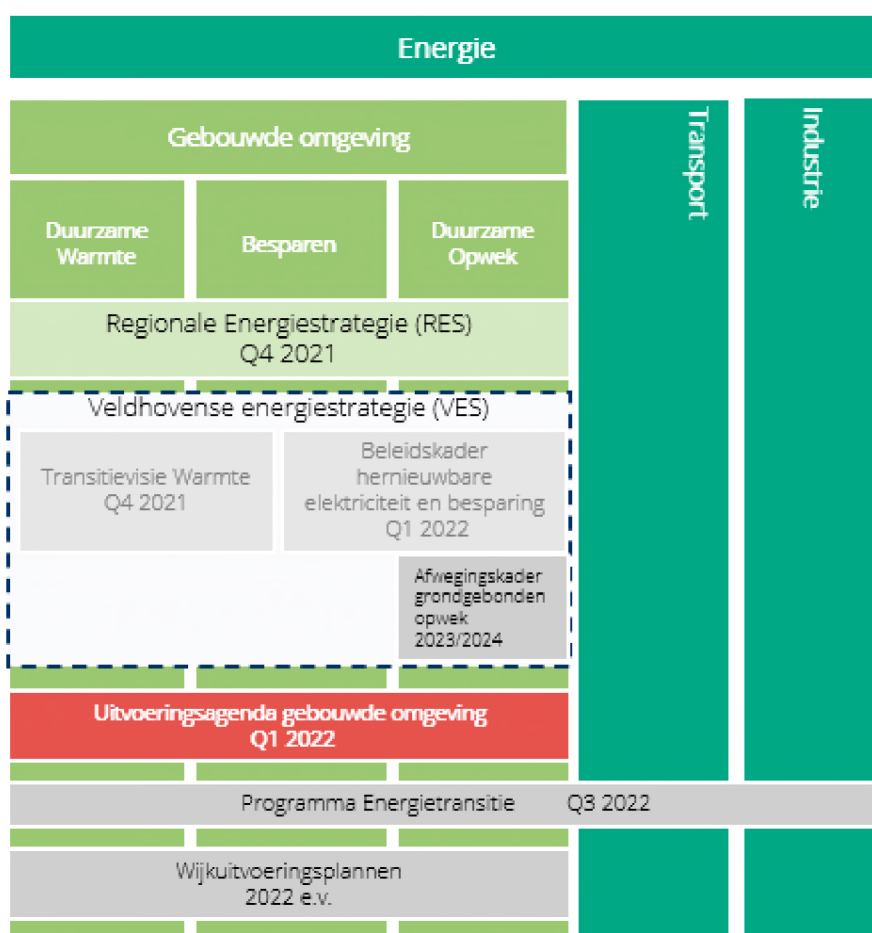 Energie
Gebouwde omgeving
Transport
Industrie
Duurzame
Warmte
Besparen
Duurzame
Opwek
Regionale Energiestrategie (RES)
Q4 2021
Veldhovense energiestrategie (VES)
Transitievisie Warmte
Q4 2021
Beleidskader
hernieuwbare
elektriciteit en besparing
Q1 2022
Afwegingskader
grondgebonden
opwek
2023/2024
Uitvoeringsagenda gebouwde omgeving
Q1 2022
Programma Energietransitie Q3 2022
Wijkuitvoeringsplannen
2022 e.v.